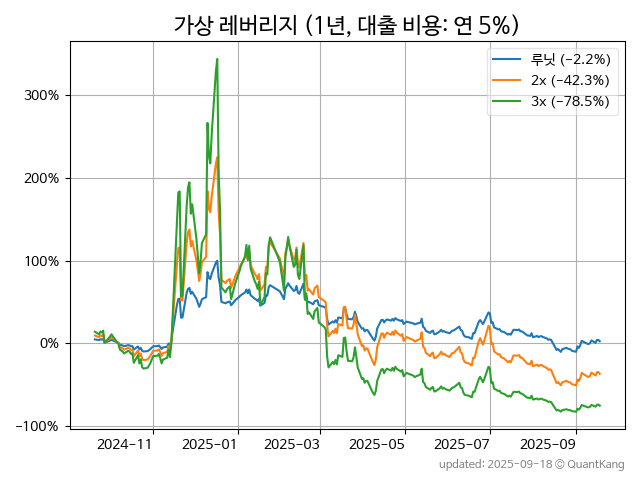 가상 레버리지 (1년, 대출 비용: 연 5%)
루닛 (−2.2%)
2x (−42.3%)
3x (−78.5%)
300%
200%
100%
0%
−100%
2024-11 2025-01 2025-03 2025-05 2025-07 2025-09
updated: 2025-09-18 © QuantKang